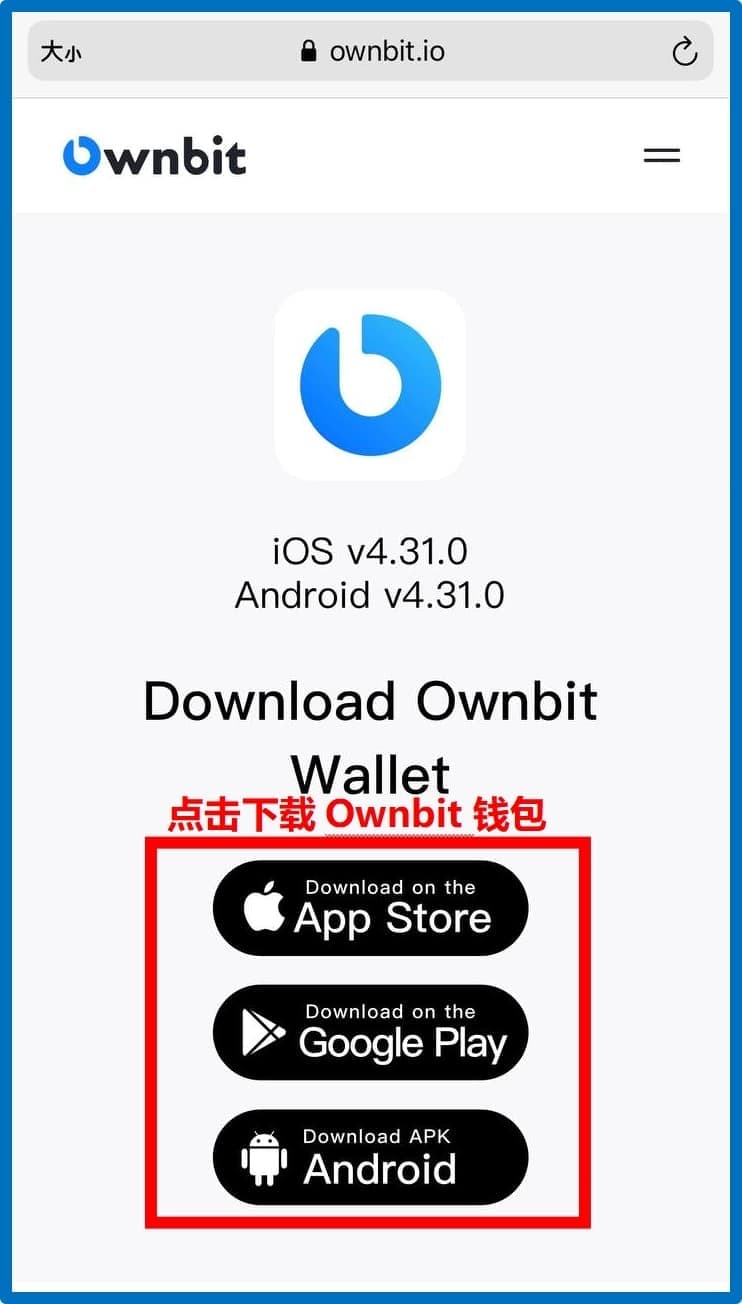 大小 ownbit.io
Ownbit
iOS v4.31.0
Android v4.31.0
Download Ownbit
Wallet
点击下载 Ownbit 钱包
Download on the
App Store
Download on the
Google Play
Download APK
Android